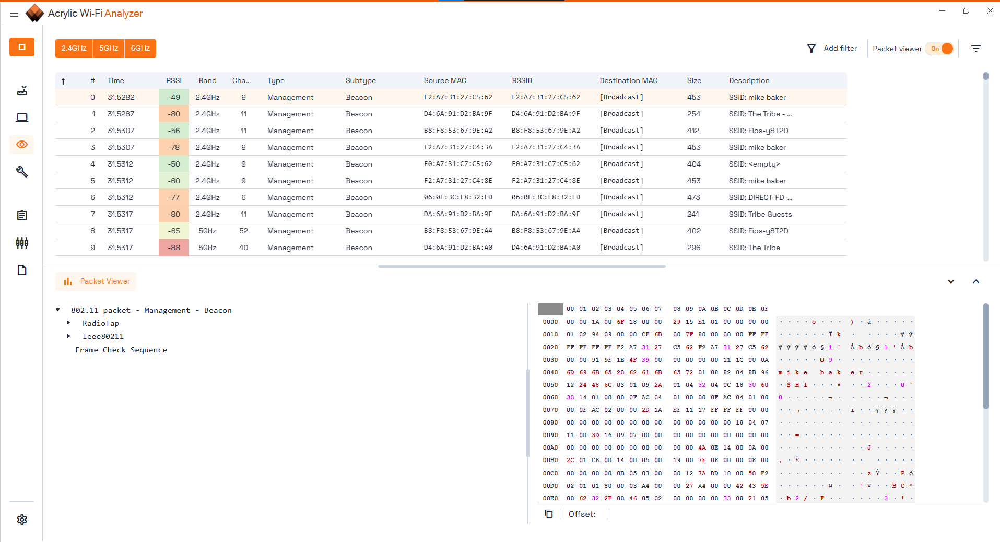 Acrylic Wi-Fi Analyzer
2.4GHz 5GHz 6GHz Add filter Packet viewer On
# Time RSSI Band Cha... Type Subtype Source MAC BSSID Destination MAC Size Description
0 31.5282 -49 2.4GHz 9 Management Beacon F2:A7:31:27:C5:62 F2:A7:31:27:C5:62 [Broadcast] 453 SSID: mike baker
1 31.5287 -80 2.4GHz 11 Management Beacon D4:6A:91:D2:BA:9F D4:6A:91:D2:BA:9F [Broadcast] 254 SSID: The Tribe - ...
2 31.5307 -56 2.4GHz 11 Management Beacon B8:F8:53:67:9E:A2 B8:F8:53:67:9E:A2 [Broadcast] 412 SSID: Fios-y8T2D
3 31.5307 -78 2.4GHz 9 Management Beacon F2:A7:31:27:C4:3A F2:A7:31:27:C4:3A [Broadcast] 453 SSID: mike baker
4 31.5312 -50 2.4GHz 9 Management Beacon F0:A7:31:C7:C5:62 F0:A7:31:C7:C5:62 [Broadcast] 404 SSID: <empty>
5 31.5312 -60 2.4GHz 9 Management Beacon F2:A7:31:27:C4:8E F2:A7:31:27:C4:8E [Broadcast] 453 SSID: mike baker
6 31.5312 -77 2.4GHz 6 Management Beacon 06:0E:3C:F8:32:FD 06:0E:3C:F8:32:FD [Broadcast] 473 SSID: DIRECT-FD-...
7 31.5317 -80 2.4GHz 11 Management Beacon DA:6A:91:D2:BA:9F DA:6A:91:D2:BA:9F [Broadcast] 241 SSID: Tribe Guests
8 31.5317 -65 5GHz 52 Management Beacon B8:F8:53:67:9E:A4 B8:F8:53:67:9E:A4 [Broadcast] 402 SSID: Fios-y8T2D
9 31.5317 -88 5GHz 40 Management Beacon D4:6A:91:D2:BA:A0 D4:6A:91:D2:BA:A0 [Broadcast] 296 SSID: The Tribe
Packet Viewer
802.11 packet - Management - Beacon
RadioTap
Ieee80211
Frame Check Sequence
00 01 02 03 04 05 06 07 08 09 0A 0B 0C 0D 0E 0F
0000 00 00 1A 00 6F 18 00 00 29 15 E1 01 00 00 00 00 · · · · o · · · ) · á · · · · ·
0010 01 02 94 09 80 00 CF 6B 00 7F 80 00 00 00 FF FF · · · · · · Ï k · · · · · ÿ ÿ
0020 FF FF FF FF F2 A7 31 27 C5 62 F2 A7 31 27 C5 62 ÿ ÿ ÿ ÿ ò § 1 ' Å b ò § 1 ' Å b
0030 00 00 91 9F 1E 4F 39 00 00 00 00 00 11 1C 00 0A · · · · · O 9 · · · · · · · · ·
0040 6D 69 6B 65 20 62 61 6B 65 72 01 08 82 84 8B 96 m i k e b a k e r · · · · · ·
0050 12 24 48 6C 03 01 09 2A 01 04 32 04 0C 18 30 60 · $ H l · · · * · · 2 · · · 0 `
0060 30 14 01 00 00 0F AC 04 01 00 00 0F AC 04 01 00 0 · · · · · ¬ · · · · · ¬ · · ·
0070 00 0F AC 02 00 00 2D 1A EF 11 17 FF FF FF 00 00 · · ¬ · · · - · ï · · ÿ ÿ ÿ · ·
0080 00 00 00 00 00 00 00 00 00 00 00 00 00 18 04 87 · · · · · · · · · · · · · · · ·
0090 11 00 3D 16 09 07 00 00 00 00 00 00 00 00 00 00 · · = · · · · · · · · · · · · ·
00A0 00 00 00 00 00 00 00 00 00 00 4A 0E 14 00 0A 00 · · · · · · · · · · J · · · · ·
00B0 2C 01 C8 00 14 00 05 00 19 00 7F 08 00 00 08 00 , · È · · · · · · · · · · · ·
00C0 00 00 00 00 0B 05 03 00 00 12 7A DD 18 00 50 F2 · · · · · · · · · · z Ý · · P ò
00D0 02 01 01 80 00 03 A4 00 00 27 A4 00 00 42 43 5E · · · · · · ¤ · · ' ¤ · · B C ^
00E0 00 62 32 2F 00 46 05 02 00 00 00 00 33 08 21 05 · b 2 / · F · · · · · · 3 · ! ·
Offset: